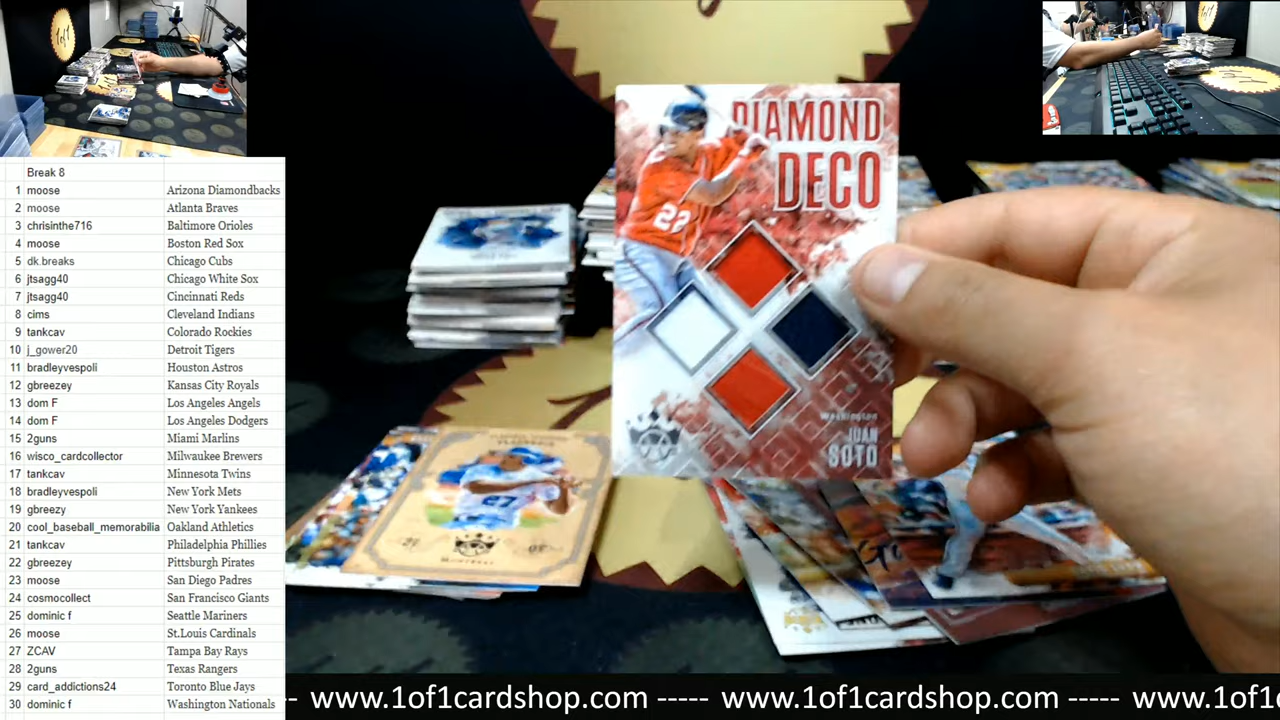 Break 8
1 moose Arizona Diamondbacks
2 moose Atlanta Braves
3 chrisinthe716 Baltimore Orioles
4 moose Boston Red Sox
5 dk.breaks Chicago Cubs
6 jtsagg40 Chicago White Sox
7 jtsagg40 Cincinnati Reds
8 cims Cleveland Indians
9 tankcav Colorado Rockies
10 j_gower20 Detroit Tigers
11 bradleyvespoli Houston Astros
12 gbreezey Kansas City Royals
13 dom F Los Angeles Angels
14 dom F Los Angeles Dodgers
15 2guns Miami Marlins
16 wisco_cardcollector Milwaukee Brewers
17 tankcav Minnesota Twins
18 bradleyvespoli New York Mets
19 gbreezy New York Yankees
20 cool_baseball_memorabilia Oakland Athletics
21 tankcav Philadelphia Phillies
22 gbreezey Pittsburgh Pirates
23 moose San Diego Padres
24 cosmocollect San Francisco Giants
25 dominic f Seattle Mariners
26 moose St.Louis Cardinals
27 ZCAV Tampa Bay Rays
28 2guns Texas Rangers
29 card_addictions24 Toronto Blue Jays
30 dominic f Washington Nationals
1of1
DIAMOND
DECO
22
Washington
JUAN
SOTO
MONTREAL
-- www.1of1cardshop.com ----- www.1of1cardshop.com ----- www.1of1